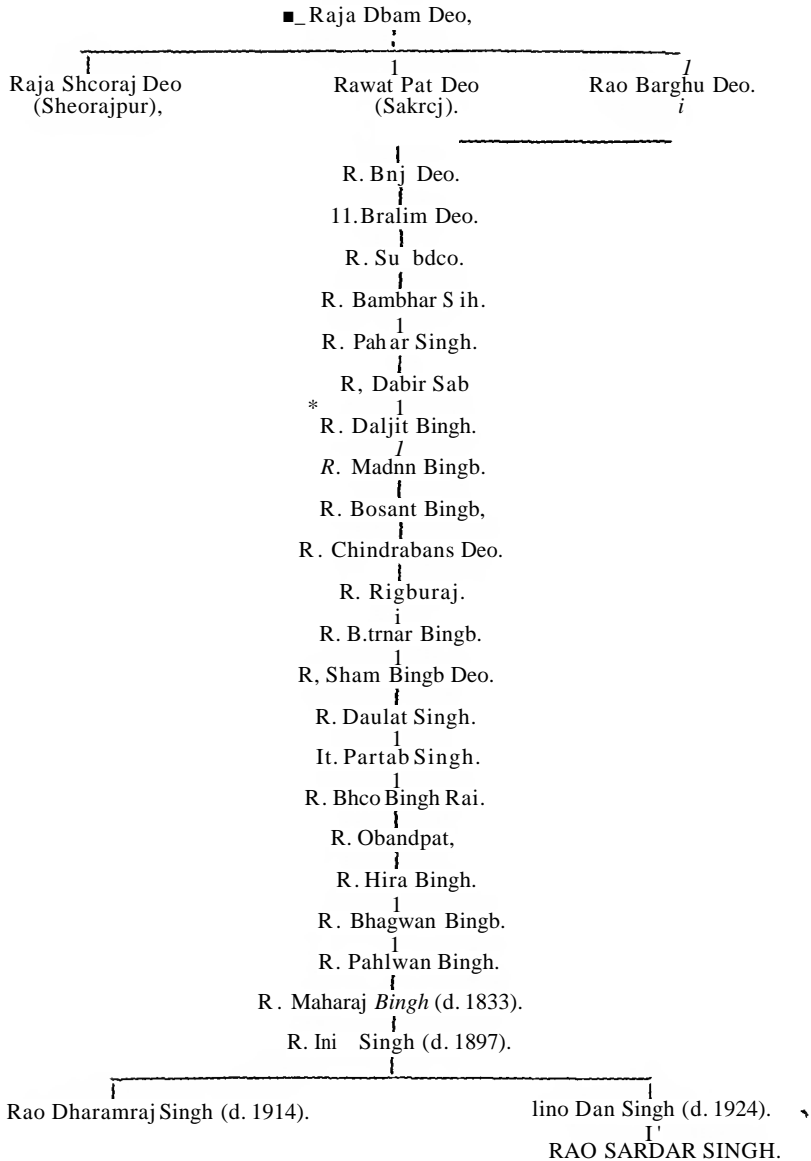 ■_ Raja Dbam Deo,
Raja Shcoraj Deo Rawat Pat Deo Rao Barghu Deo.
(Sheorajpur), (Sakrcj).
R. Bnj Deo.
11.Bralim Deo.
R. Su bdco.
R. Bambhar S ih.
R. Pahar Singh.
R, Dabir Sab
R. Daljit Bingh.
R. Madnn Bingb.
R. Bosant Bingb,
R. Chindrabans Deo.
R. Rigburaj.
R. B.trnar Bingb.
R, Sham Bingb Deo.
R. Daulat Singh.
It. Partab Singh.
R. Bhco Bingh Rai.
R. Obandpat,
R. Hira Bingh.
R. Bhagwan Bingb.
R. Pahlwan Bingh.
R. Maharaj Bingh (d. 1833).
R. Ini Singh (d. 1897).
Rao Dharamraj Singh (d. 1914). lino Dan Singh (d. 1924).
RAO SARDAR SINGH.